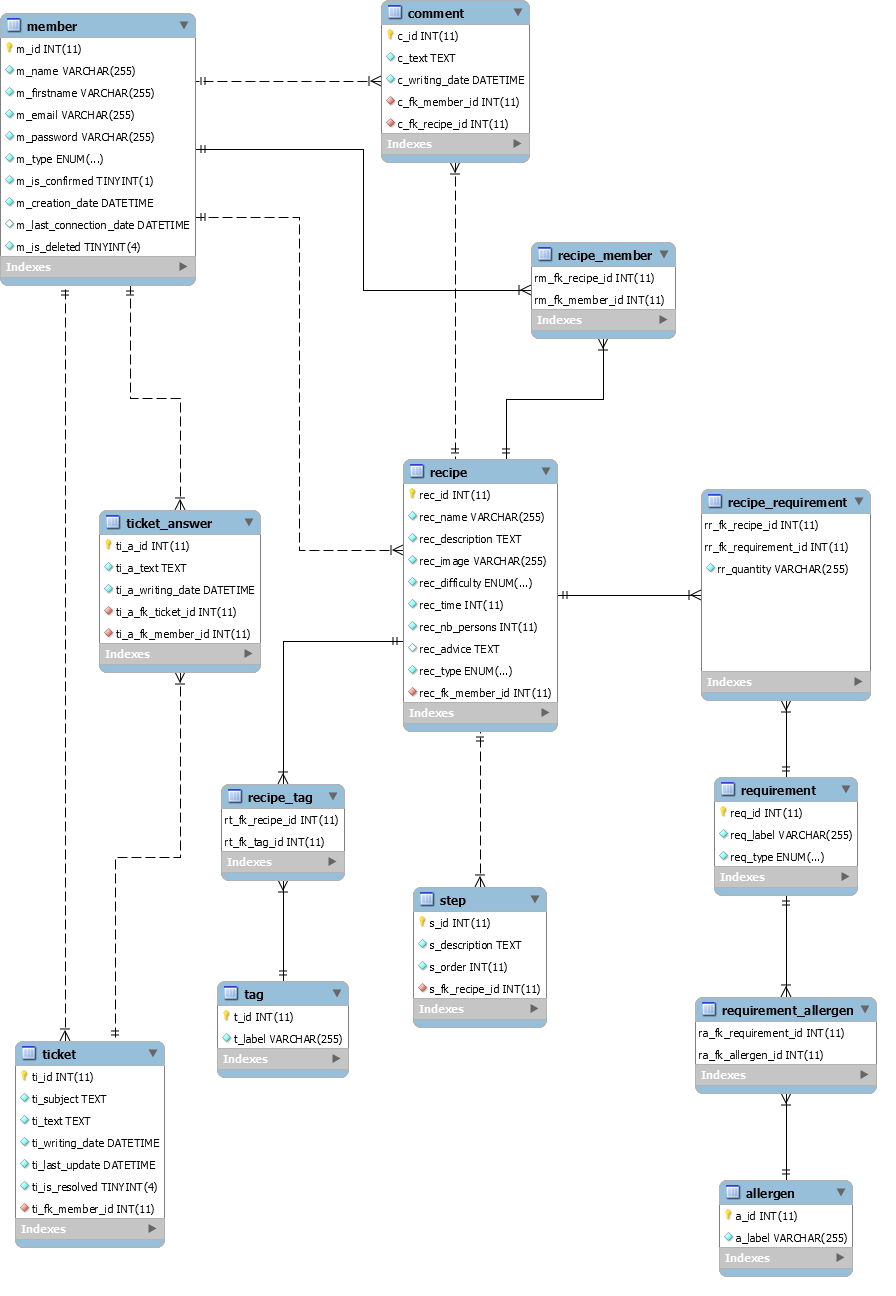 member
m_id INT(11)
m_name VARCHAR(255)
m_firstname VARCHAR(255)
m_email VARCHAR(255)
m_password VARCHAR(255)
m_type ENUM(...)
m_is_confirmed TINYINT(1)
m_creation_date DATETIME
m_last_connection_date DATETIME
m_is_deleted TINYINT(4)
Indexes
comment
c_id INT(11)
c_text TEXT
c_writing_date DATETIME
c_fk_member_id INT(11)
c_fk_recipe_id INT(11)
Indexes
recipe_member
rm_fk_recipe_id INT(11)
rm_fk_member_id INT(11)
Indexes
recipe
rec_id INT(11)
rec_name VARCHAR(255)
rec_description TEXT
rec_image VARCHAR(255)
rec_difficulty ENUM(...)
rec_time INT(11)
rec_nb_persons INT(11)
rec_advice TEXT
rec_type ENUM(...)
rec_fk_member_id INT(11)
Indexes
recipe_requirement
rr_fk_recipe_id INT(11)
rr_fk_requirement_id INT(11)
rr_quantity VARCHAR(255)
Indexes
ticket_answer
ti_a_id INT(11)
ti_a_text TEXT
ti_a_writing_date DATETIME
ti_a_fk_ticket_id INT(11)
ti_a_fk_member_id INT(11)
Indexes
recipe_tag
rt_fk_recipe_id INT(11)
rt_fk_tag_id INT(11)
Indexes
requirement
req_id INT(11)
req_label VARCHAR(255)
req_type ENUM(...)
Indexes
step
s_id INT(11)
s_description TEXT
s_order INT(11)
s_fk_recipe_id INT(11)
Indexes
tag
t_id INT(11)
t_label VARCHAR(255)
Indexes
requirement_allergen
ra_fk_requirement_id INT(11)
ra_fk_allergen_id INT(11)
Indexes
ticket
ti_id INT(11)
ti_subject TEXT
ti_text TEXT
ti_writing_date DATETIME
ti_last_update DATETIME
ti_is_resolved TINYINT(4)
ti_fk_member_id INT(11)
Indexes
allergen
a_id INT(11)
a_label VARCHAR(255)
Indexes